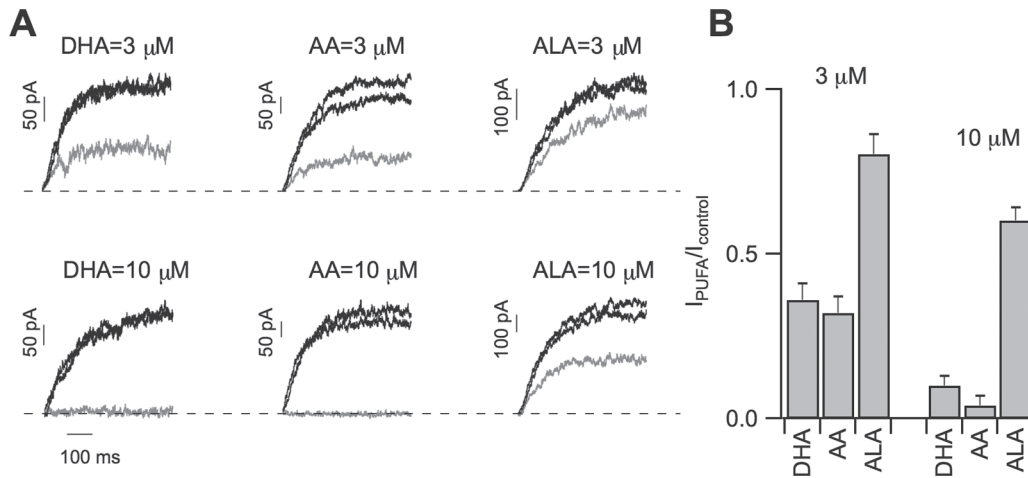 A
DHA=3 µM
AA=3 µM
ALA=3 µM
50 pA
50 pA
100 pA
DHA=10 µM
AA=10 µM
ALA=10 µM
50 pA
50 pA
100 pA
100 ms
B
3 µM
10 µM
I_PUFA/I_control
1.0
0.5
0.0
DHA
AA
ALA
DHA
AA
ALA